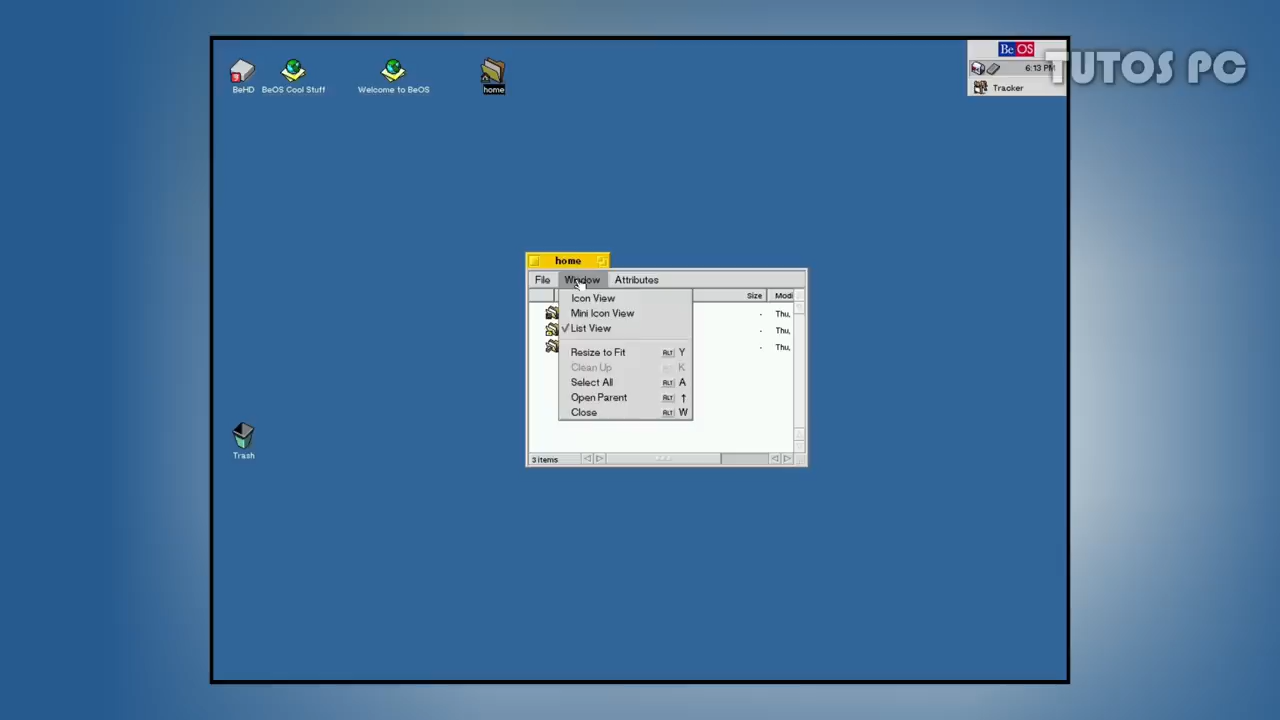 BeOS
TUTOS PC
6:13 PM
Tracker
BeHD
BeOS Cool Stuff
Welcome to BeOS
home
home
File Window Attributes
Size Modi
Icon View
Mini Icon View
- Thu,
✓ List View
- Thu,
- Thu,
Resize to Fit ALT Y
Clean Up ALT K
Select All ALT A
Open Parent ALT ↑
Close ALT W
3 items
Trash